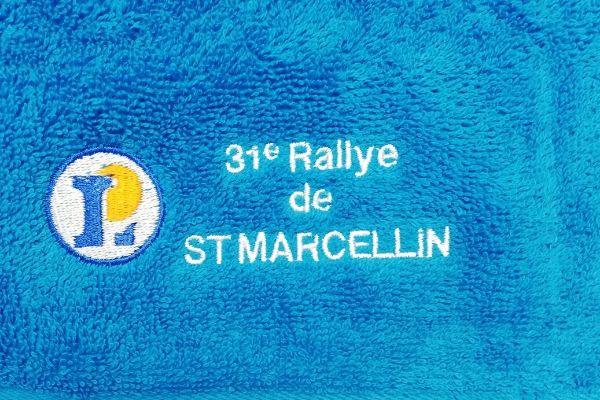 31e Rallye
de
ST MARCELLIN
L